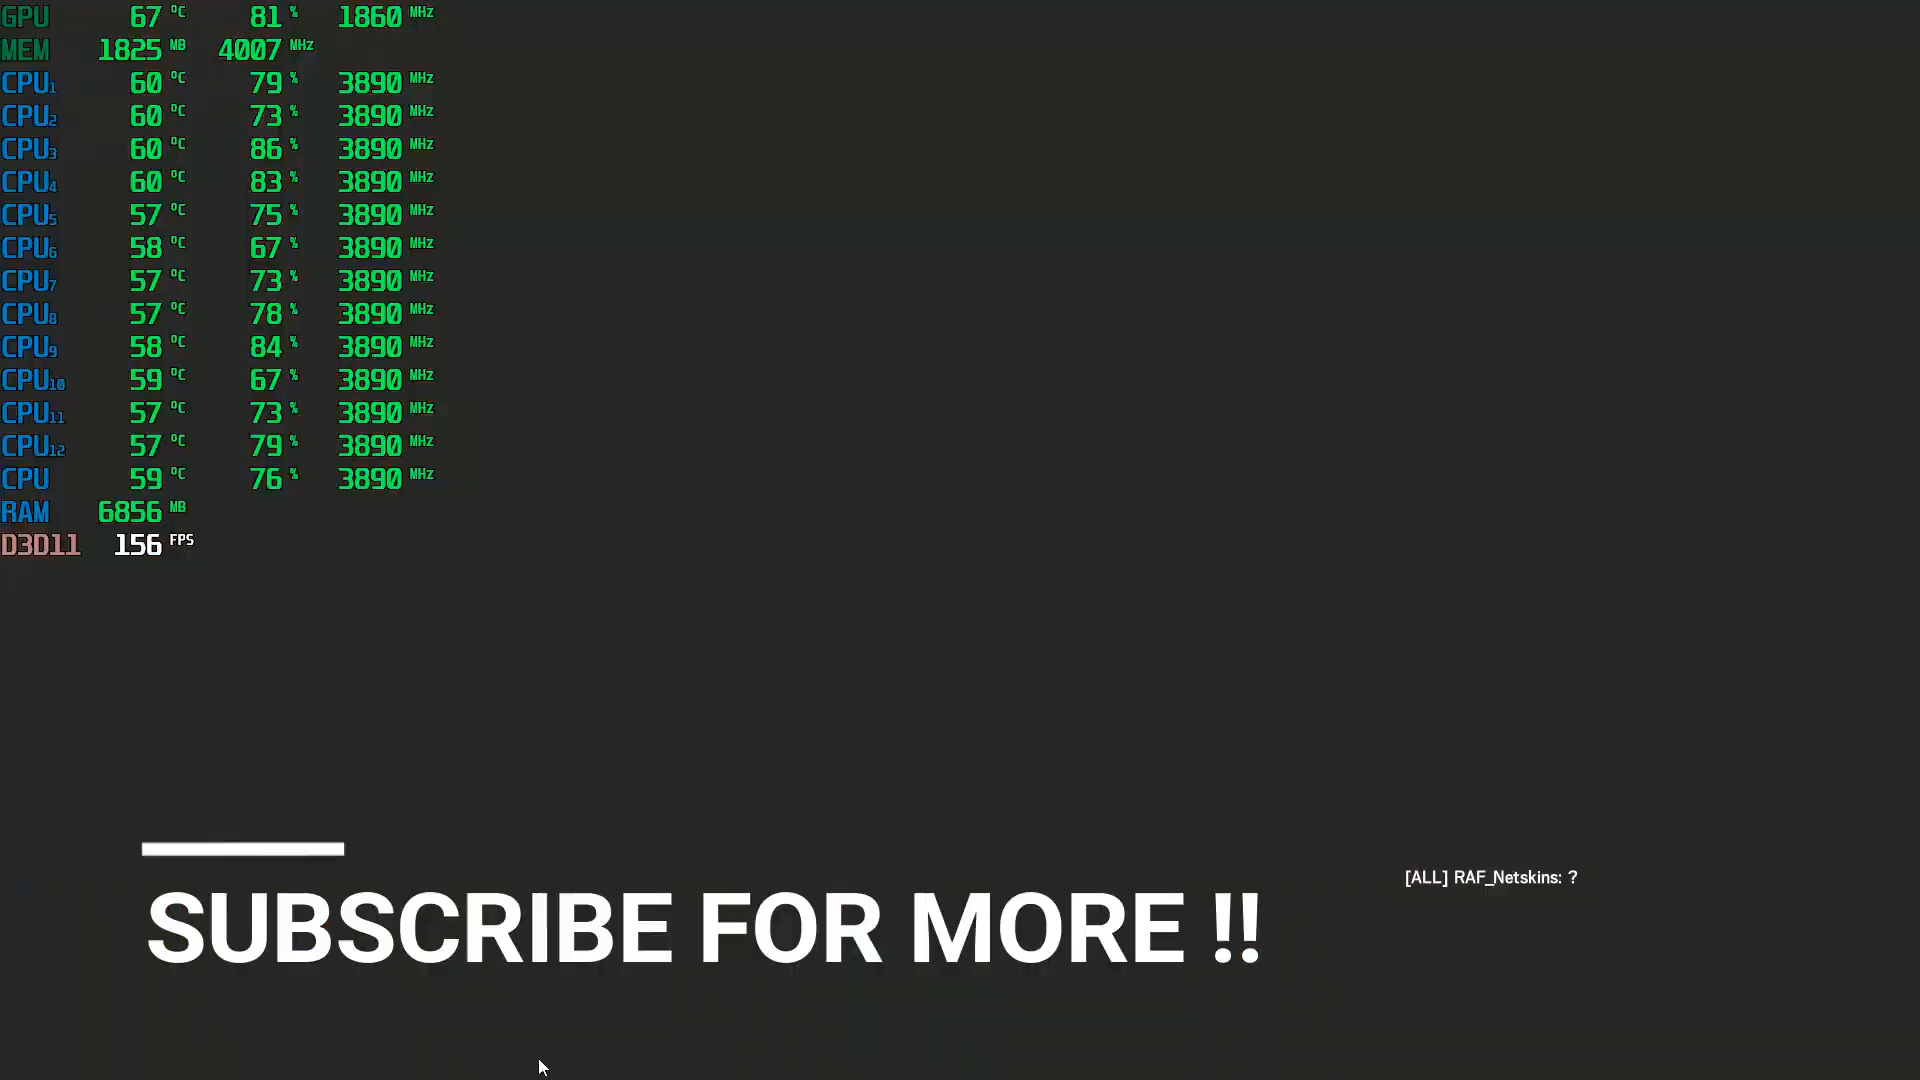 GPU 67 °C 81 % 1860 MHz
MEM 1825 MB 4007 MHz
CPU1 60 °C 79 % 3890 MHz
CPU2 60 °C 73 % 3890 MHz
CPU3 60 °C 86 % 3890 MHz
CPU4 60 °C 83 % 3890 MHz
CPU5 57 °C 75 % 3890 MHz
CPU6 58 °C 67 % 3890 MHz
CPU7 57 °C 73 % 3890 MHz
CPU8 57 °C 78 % 3890 MHz
CPU9 58 °C 84 % 3890 MHz
CPU10 59 °C 67 % 3890 MHz
CPU11 57 °C 73 % 3890 MHz
CPU12 57 °C 79 % 3890 MHz
CPU 59 °C 76 % 3890 MHz
RAM 6856 MB
D3D11 156 FPS
[ALL] RAF_Netskins: ?
SUBSCRIBE FOR MORE !!